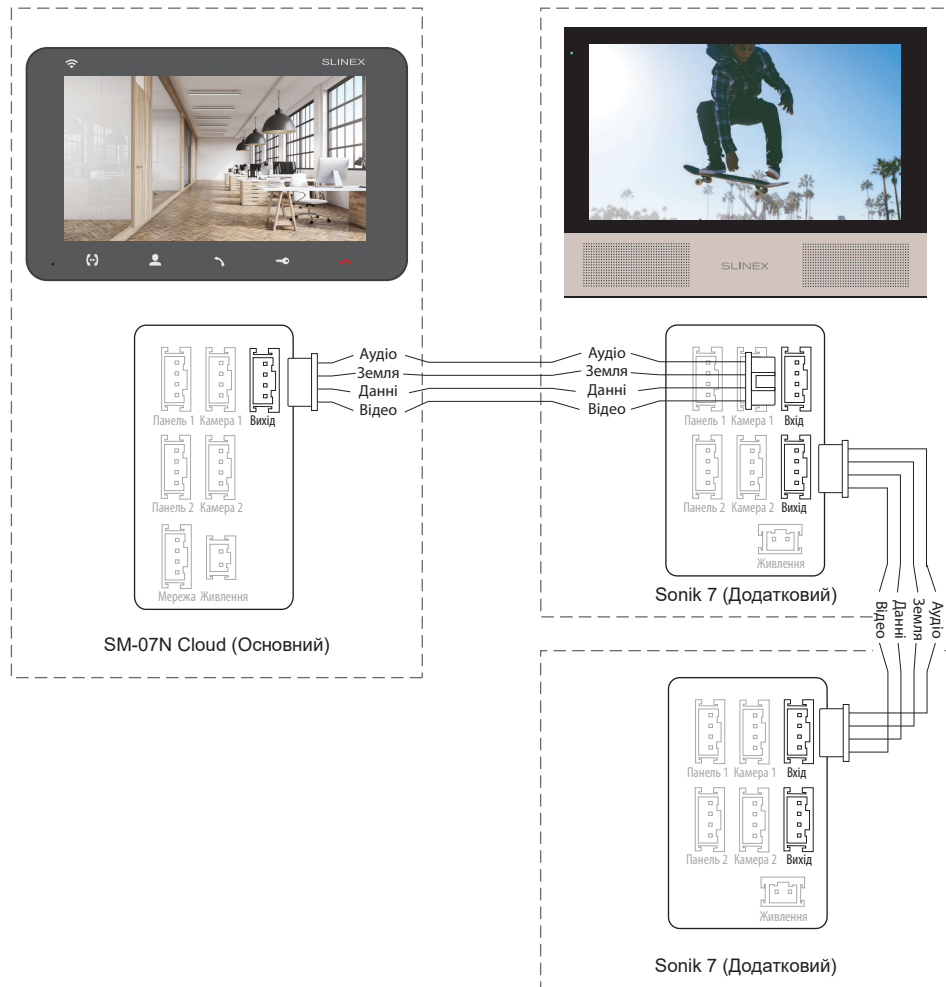 SLINEX
SLINEX
Аудіо
Земля
Данні
Відео
Аудіо
Земля
Данні
Відео
Панель 1 Камера 1 Вихід
Панель 2 Камера 2
Мережа Живлення
SM-07N Cloud (Основний)
Панель 1 Камера 1 Вхід
Панель 2 Камера 2 Вихід
Живлення
Sonik 7 (Додатковий)
Відео
Данні
Земля
Аудіо
Панель 1 Камера 1 Вхід
Панель 2 Камера 2 Вихід
Живлення
Sonik 7 (Додатковий)